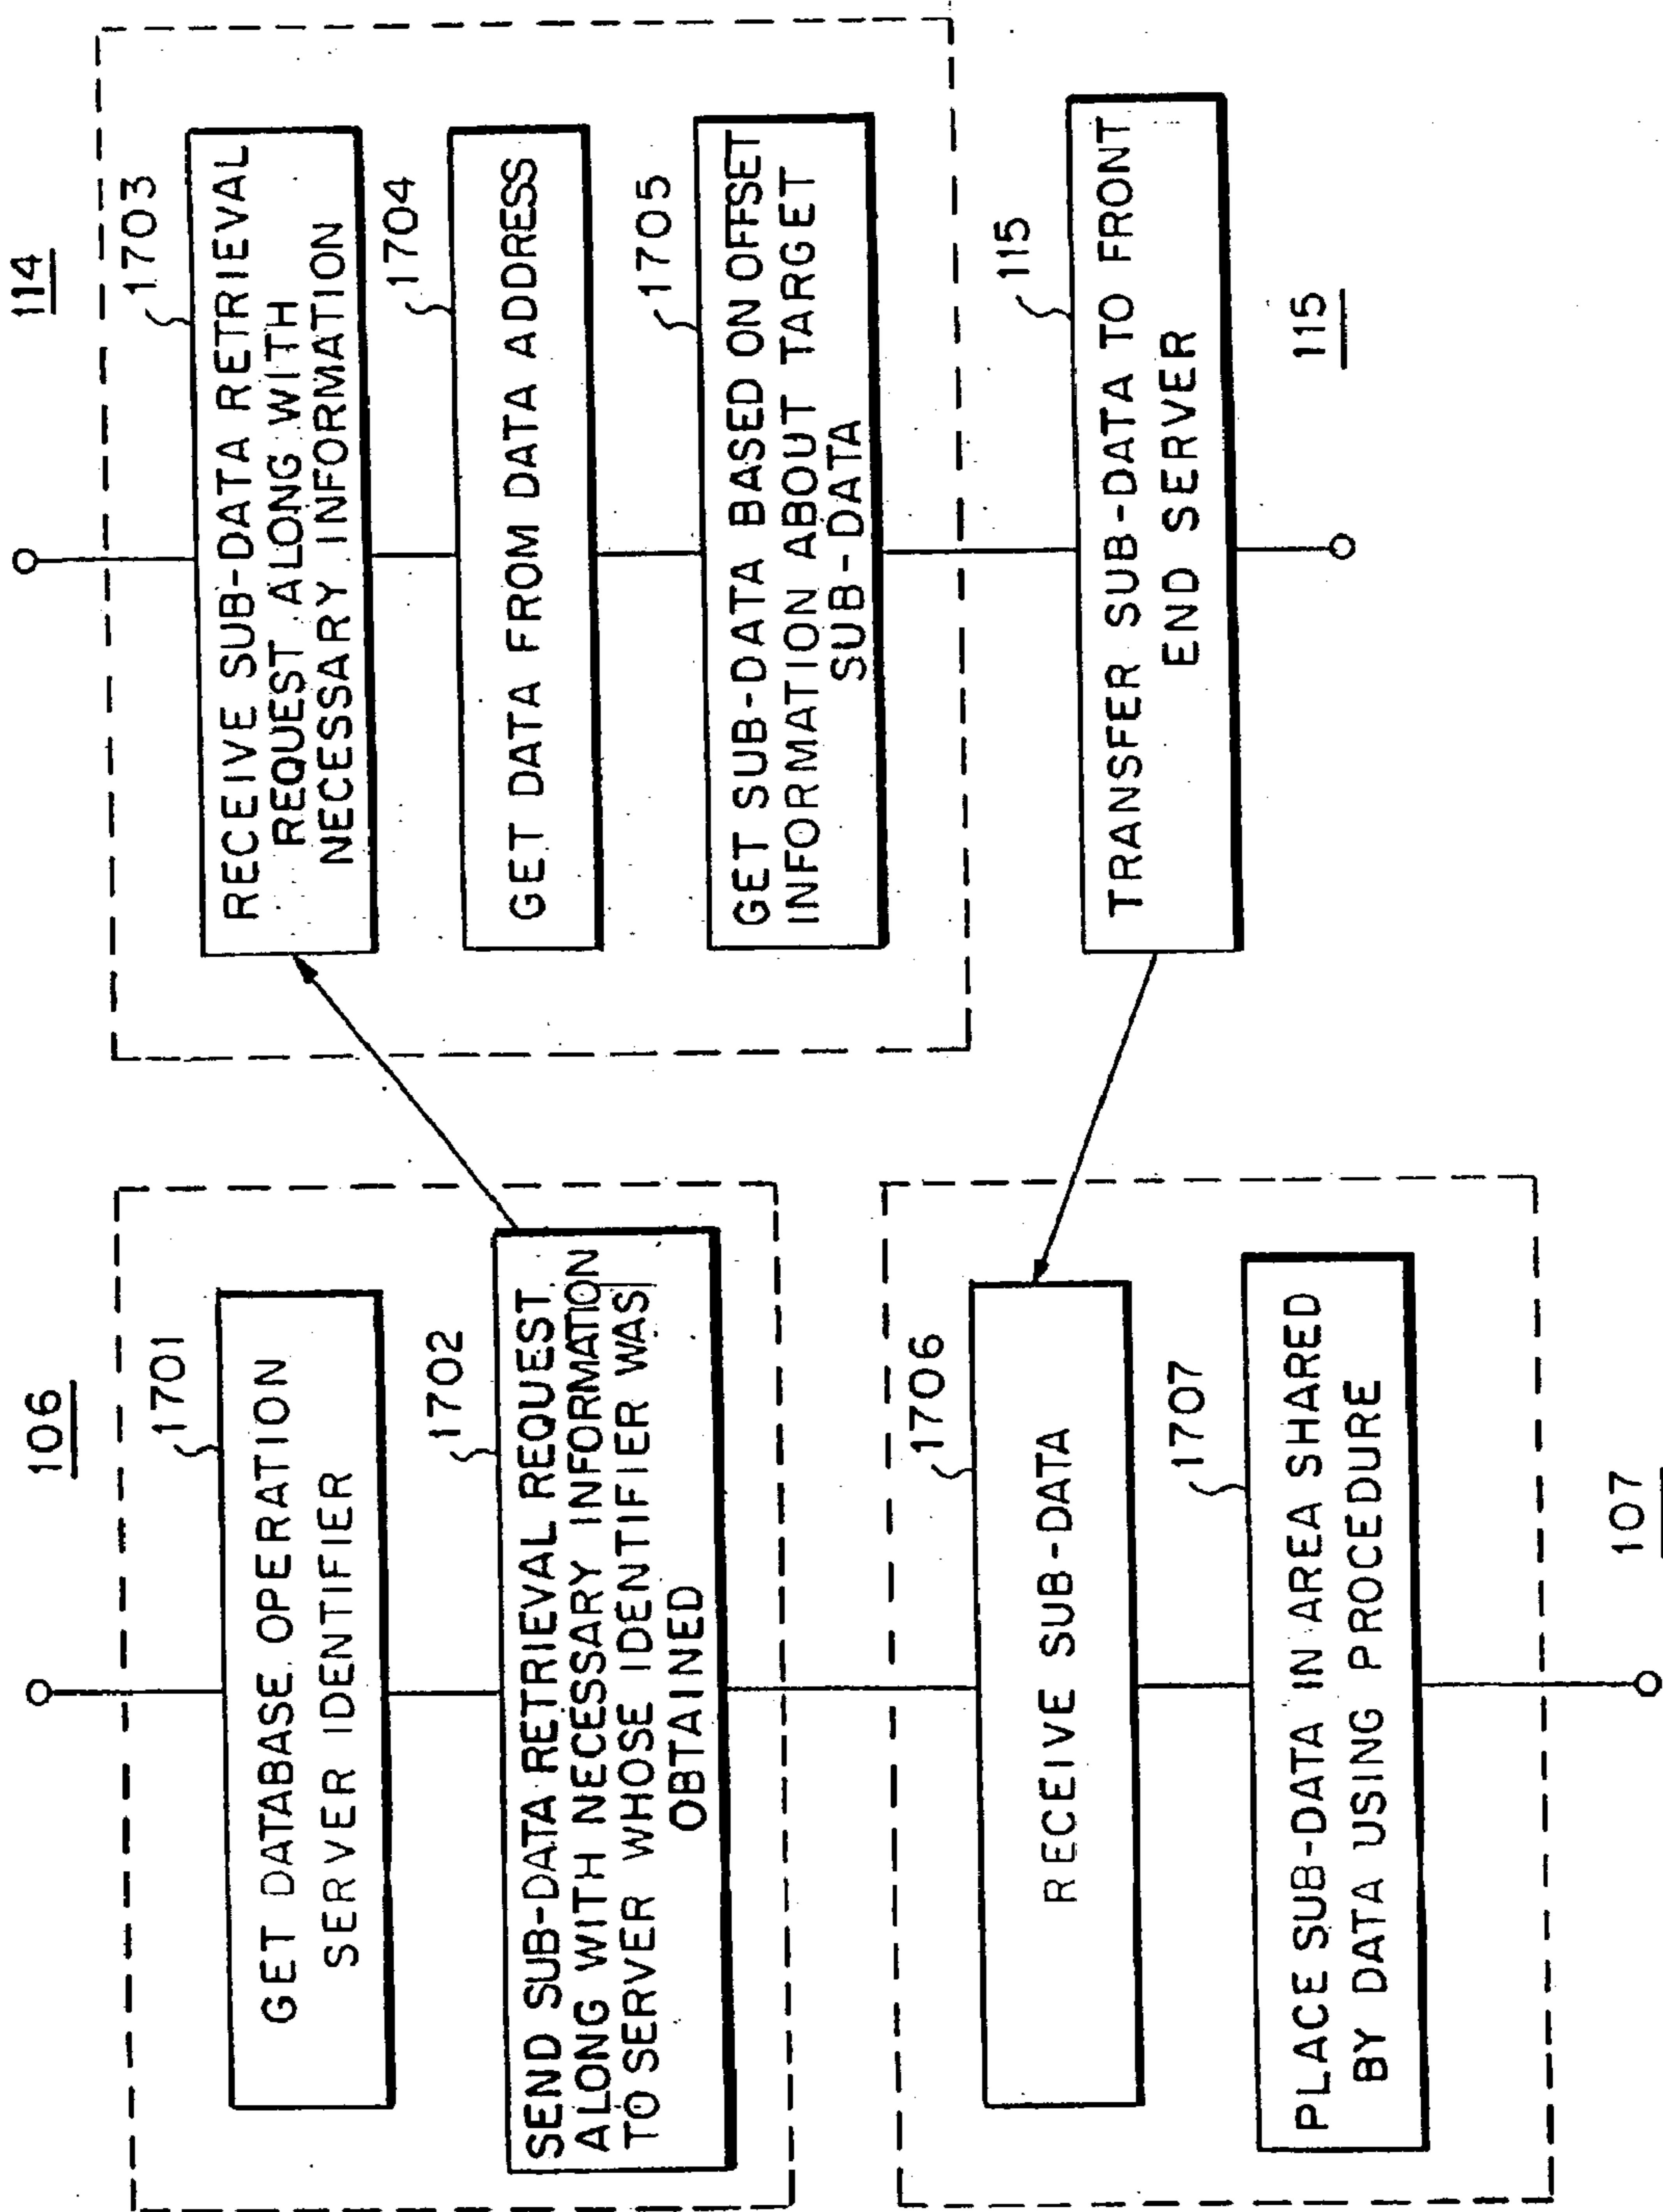 106
1701
GET DATABASE OPERATION
SERVER IDENTIFIER
1702
SEND SUB-DATA RETRIEVAL REQUEST
ALONG WITH NECESSARY INFORMATION
TO SERVER WHOSE IDENTIFIER WAS
OBTAINED
1706
RECEIVE SUB-DATA
1707
PLACE SUB-DATA IN AREA SHARED
BY DATA USING PROCEDURE
107
114
1703
RECEIVE SUB-DATA RETRIEVAL
REQUEST ALONG WITH
NECESSARY INFORMATION
1704
GET DATA FROM DATA ADDRESS
1705
GET SUB-DATA BASED ON OFFSET
INFORMATION ABOUT TARGET
SUB-DATA
115
TRANSFER SUB-DATA TO FRONT
END SERVER
115